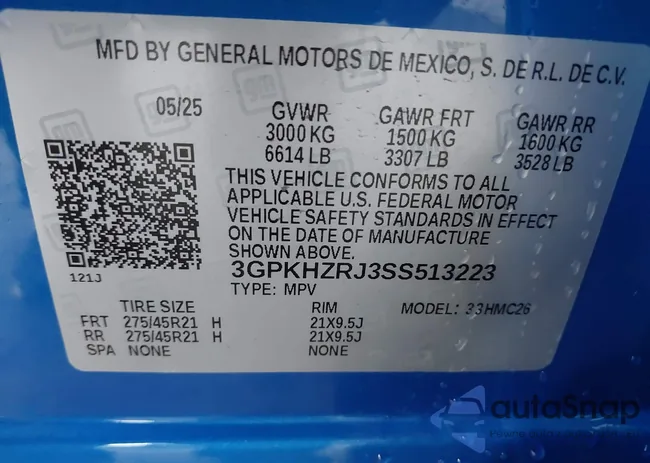 MFD BY GENERAL MOTORS DE MEXICO, S. DE R.L. DE C.V.
05/25 GVWR GAWR FRT GAWR RR
3000 KG 1500 KG 1600 KG
6614 LB 3307 LB 3528 LB
THIS VEHICLE CONFORMS TO ALL
APPLICABLE U.S. FEDERAL MOTOR
VEHICLE SAFETY STANDARDS IN EFFECT
ON THE DATE OF MANUFACTURE
SHOWN ABOVE.
3GPKHZRJ3SS513223
121J
TYPE: MPV MODEL: 33HMC26
TIRE SIZE RIM
FRT 275/45R21 H 21X9.5J
RR 275/45R21 H 21X9.5J
SPA NONE NONE
autoSnap